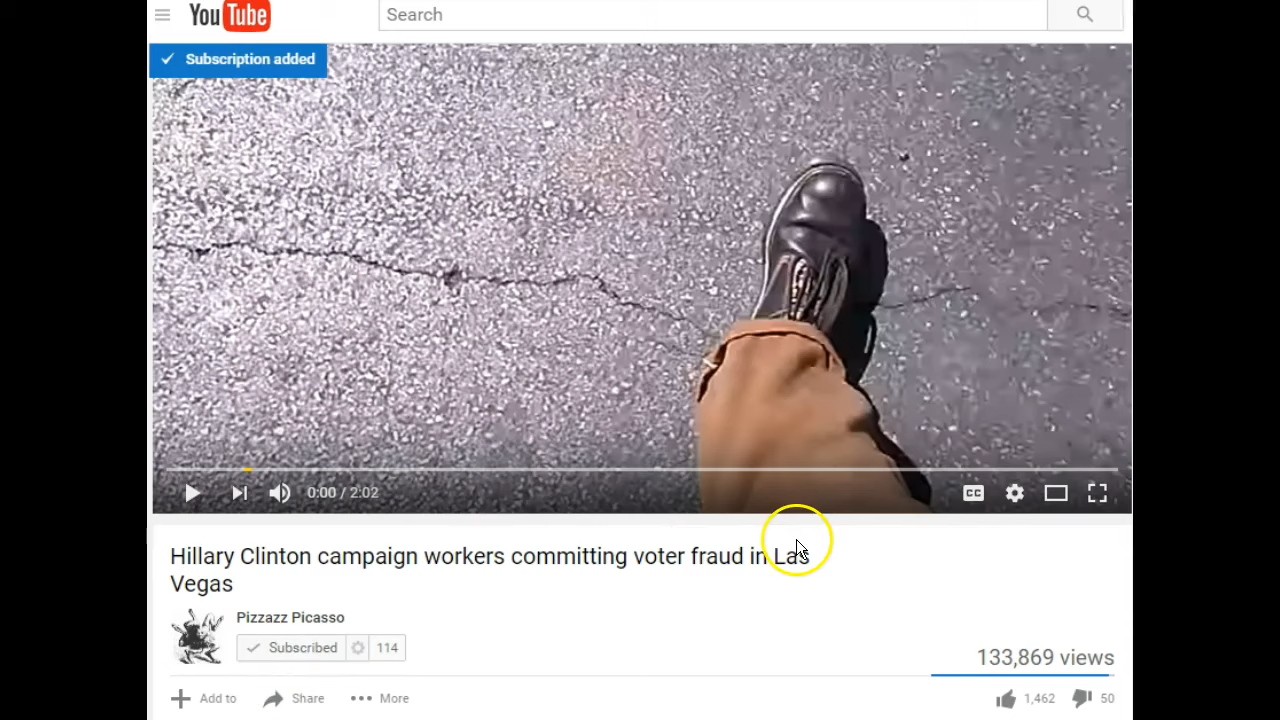 YouTube
Search
Subscription added
0:00 / 2:02
CC
Hillary Clinton campaign workers committing voter fraud in Las
Vegas
Pizzazz Picasso
Subscribed 114
133,869 views
Add to Share More 1,462 50